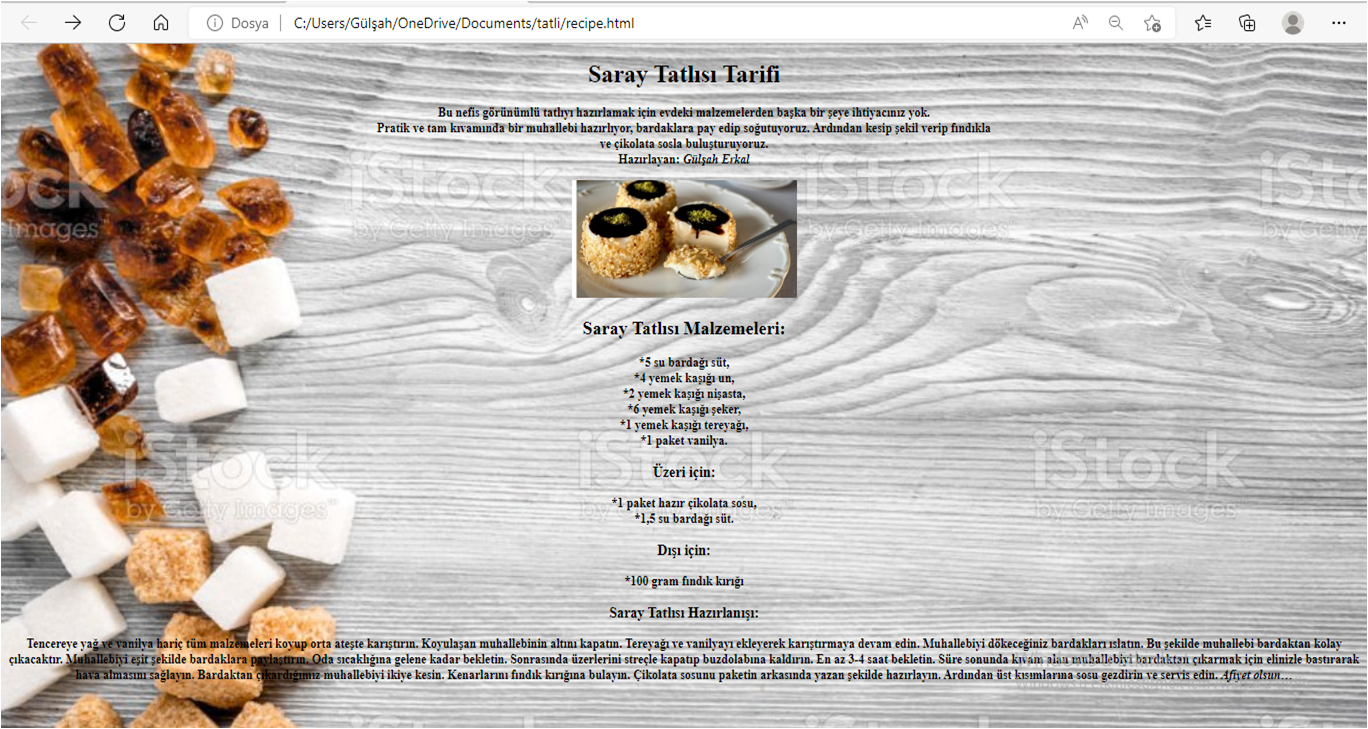 Dosya | C:/Users/Gülşah/OneDrive/Documents/tatli/recipe.html
Saray Tatlısı Tarifi
Bu nefis görünümlü tatlıyı hazırlamak için evdeki malzemelerden başka bir şeye ihtiyacınız yok.
Pratik ve tam kıvamında bir muhallebi hazırlıyor, bardaklara pay edip soğutuyoruz. Ardından kesip şekil verip fındıkla
ve çikolata sosla buluşturuyoruz.
Hazırlayan: Gülşah Erkal
iStock
by Getty Images
Saray Tatlısı Malzemeleri:
*5 su bardağı süt,
*4 yemek kaşığı un,
*2 yemek kaşığı nişasta,
*6 yemek kaşığı şeker,
*1 yemek kaşığı tereyağı,
*1 paket vanilya.
Üzeri için:
*1 paket hazır çikolata sosu,
*1,5 su bardağı süt.
Dışı için:
*100 gram fındık kırığı
Saray Tatlısı Hazırlanışı:
Tencereye yağ ve vanilya hariç tüm malzemeleri koyup orta ateşte karıştırın. Koyulaşan muhallebinin altını kapatın. Tereyağı ve vanilyayı ekleyerek karıştırmaya devam edin. Muhallebiyi dökeceğiniz bardakları ıslatın. Bu şekilde muhallebi bardaktan kolay
çıkacaktır. Muhallebiyi eşit şekilde bardaklara paylaştırın. Oda sıcaklığına gelene kadar bekletin. Sonrasında üzerlerini streçle kapatıp buzdolabına kaldırın. En az 3-4 saat bekletin. Süre sonunda kıvam alan muhallebiyi bardaktan çıkarmak için elinizle bastırarak
hava almasını sağlayın. Bardaktan çıkardığımız muhallebiyi ikiye kesin. Kenarlarını fındık kırığına bulayın. Çikolata sosunu paketin arkasında yazan şekilde hazırlayın. Ardından üst kısımlarına sosu gezdirin ve servis edin. Afiyet olsun…